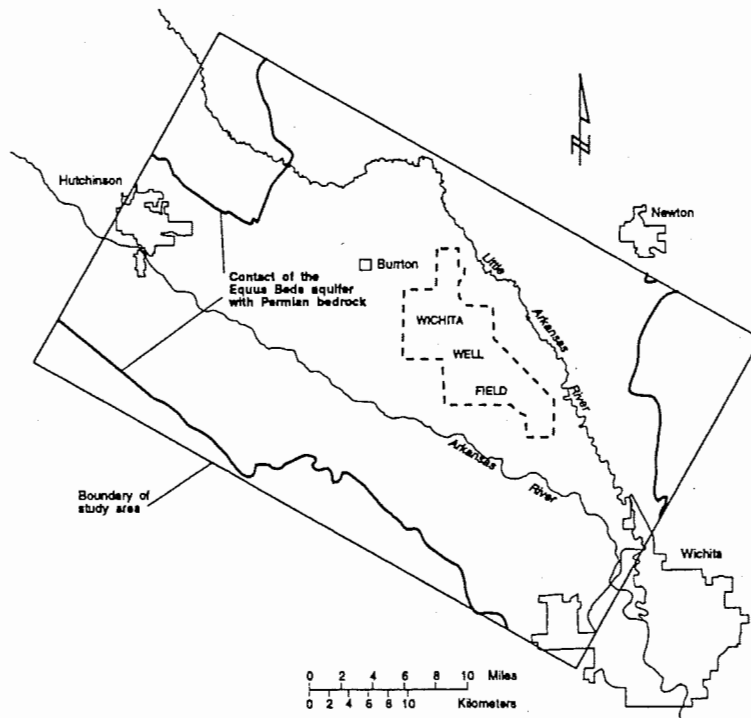 Hutchinson
N
Newton
Burrton
Little
Arkansas
River
Contact of the
Equus Beds aquifer
with Permian bedrock
WICHITA
WELL
FIELD
Arkansas
River
Boundary of
study area
Wichita
0 2 4 6 8 10 Miles
0 2 4 6 8 10 Kilometers